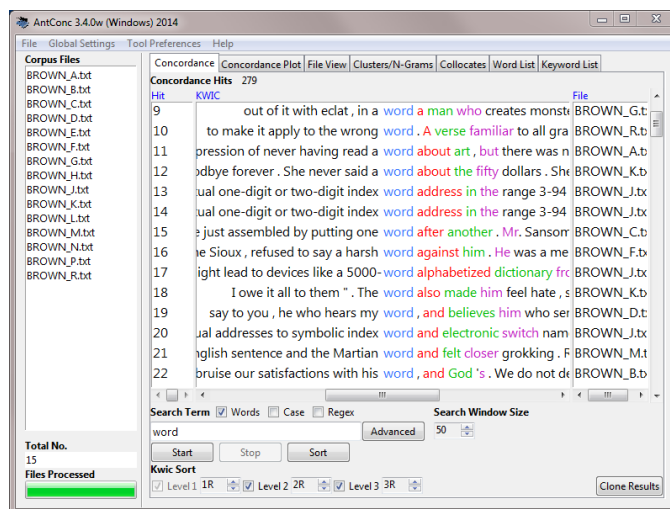 AntConc 3.4.0w (Windows) 2014
File Global Settings Tool Preferences Help
Corpus Files
BROWN_A.txt
BROWN_B.txt
BROWN_C.txt
BROWN_D.txt
BROWN_E.txt
BROWN_F.txt
BROWN_G.txt
BROWN_H.txt
BROWN_J.txt
BROWN_K.txt
BROWN_L.txt
BROWN_M.txt
BROWN_N.txt
BROWN_P.txt
BROWN_R.txt
Total No.
15
Files Processed
Concordance Concordance Plot File View Clusters/N-Grams Collocates Word List Keyword List
Concordance Hits 279
Hit KWIC File
9 out of it with eclat, in a word a man who creates monste BROWN_G.t
10 to make it apply to the wrong word . A verse familiar to all gra BROWN_R.t
11 pression of never having read a word about art , but there was n BROWN_A.t
12 odbye forever . She never said a word about the fifty dollars . She BROWN_K.t
13 tual one-digit or two-digit index word address in the range 3-94 BROWN_J.tx
14 tual one-digit or two-digit index word address in the range 3-94 BROWN_J.tx
15 e just assembled by putting one word after another . Mr. Sansom BROWN_C.t
16 he Sioux , refused to say a harsh word against him . He was a me BROWN_F.t
17 ight lead to devices like a 5000- word alphabetized dictionary fro BROWN_J.tx
18 I owe it all to them " . The word also made him feel hate , s BROWN_K.t
19 say to you , he who hears my word , and believes him who ser BROWN_D.t
20 ual addresses to symbolic index word and electronic switch nam BROWN_J.tx
21 nglish sentence and the Martian word and felt closer grokking . F BROWN_M.t
22 bruise our satisfactions with his word , and God 's . We do not de BROWN_B.t
Search Term Words Case Regex Search Window Size
word Advanced 50
Start Stop Sort
Kwic Sort
Level 1 1R Level 2 2R Level 3 3R Clone Results